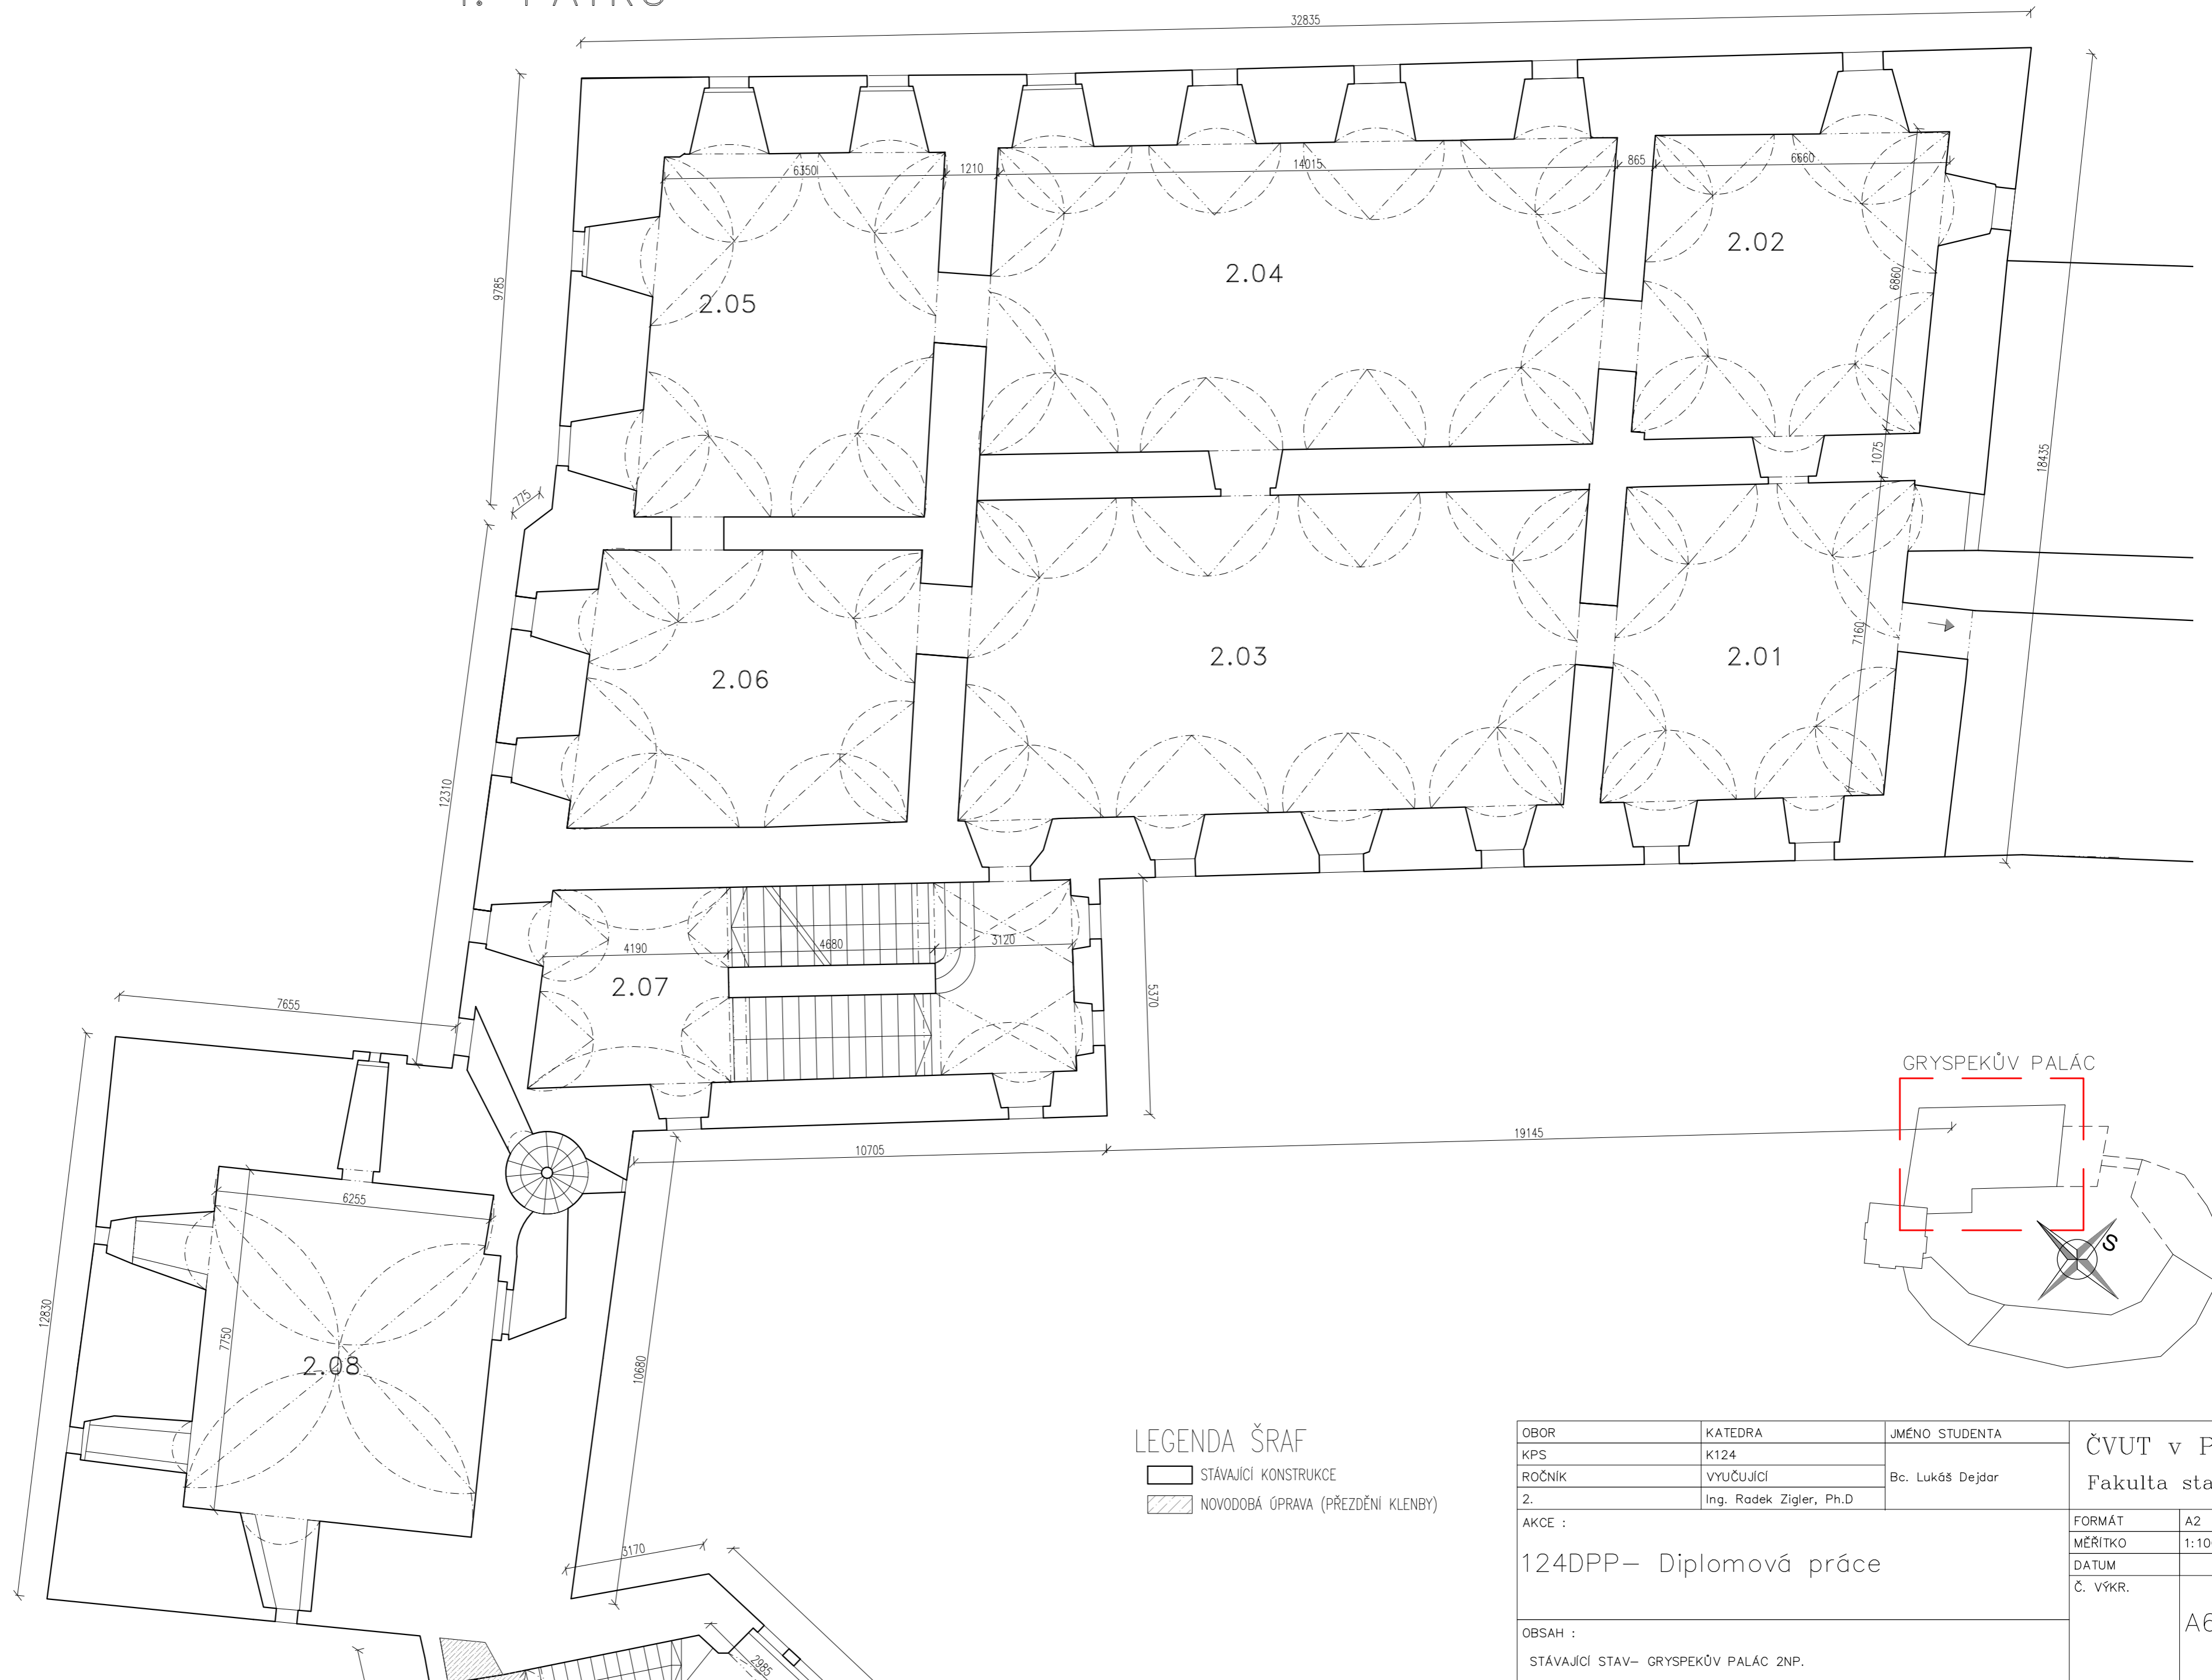 1. PATRO
32835
9785
6350
1210
14015
865
6660
2.05
2.04
2.02
6860
18435
775
1075
2.06
2.03
2.01
7160
12310
4190
4680
3120
2.07
5370
7655
10705
19145
GRYSPEKŮV PALÁC
S
6255
7750
12830
2.08
10680
3170
2985
LEGENDA ŠRAF
STÁVAJÍCÍ KONSTRUKCE
NOVODOBÁ ÚPRAVA (PŘEZDĚNÍ KLENBY)
OBOR KATEDRA JMÉNO STUDENTA
KPS K124
ROČNÍK VYUČUJÍCÍ Bc. Lukáš Dejdar
2. Ing. Radek Zigler, Ph.D
ČVUT v
Fakulta
AKCE :
124DPP– Diplomová práce
FORMÁT A2
MĚŘÍTKO
DATUM
Č. VÝKR.
OBSAH :
STÁVAJÍCÍ STAV– GRYSPEKŮV PALÁC 2NP.